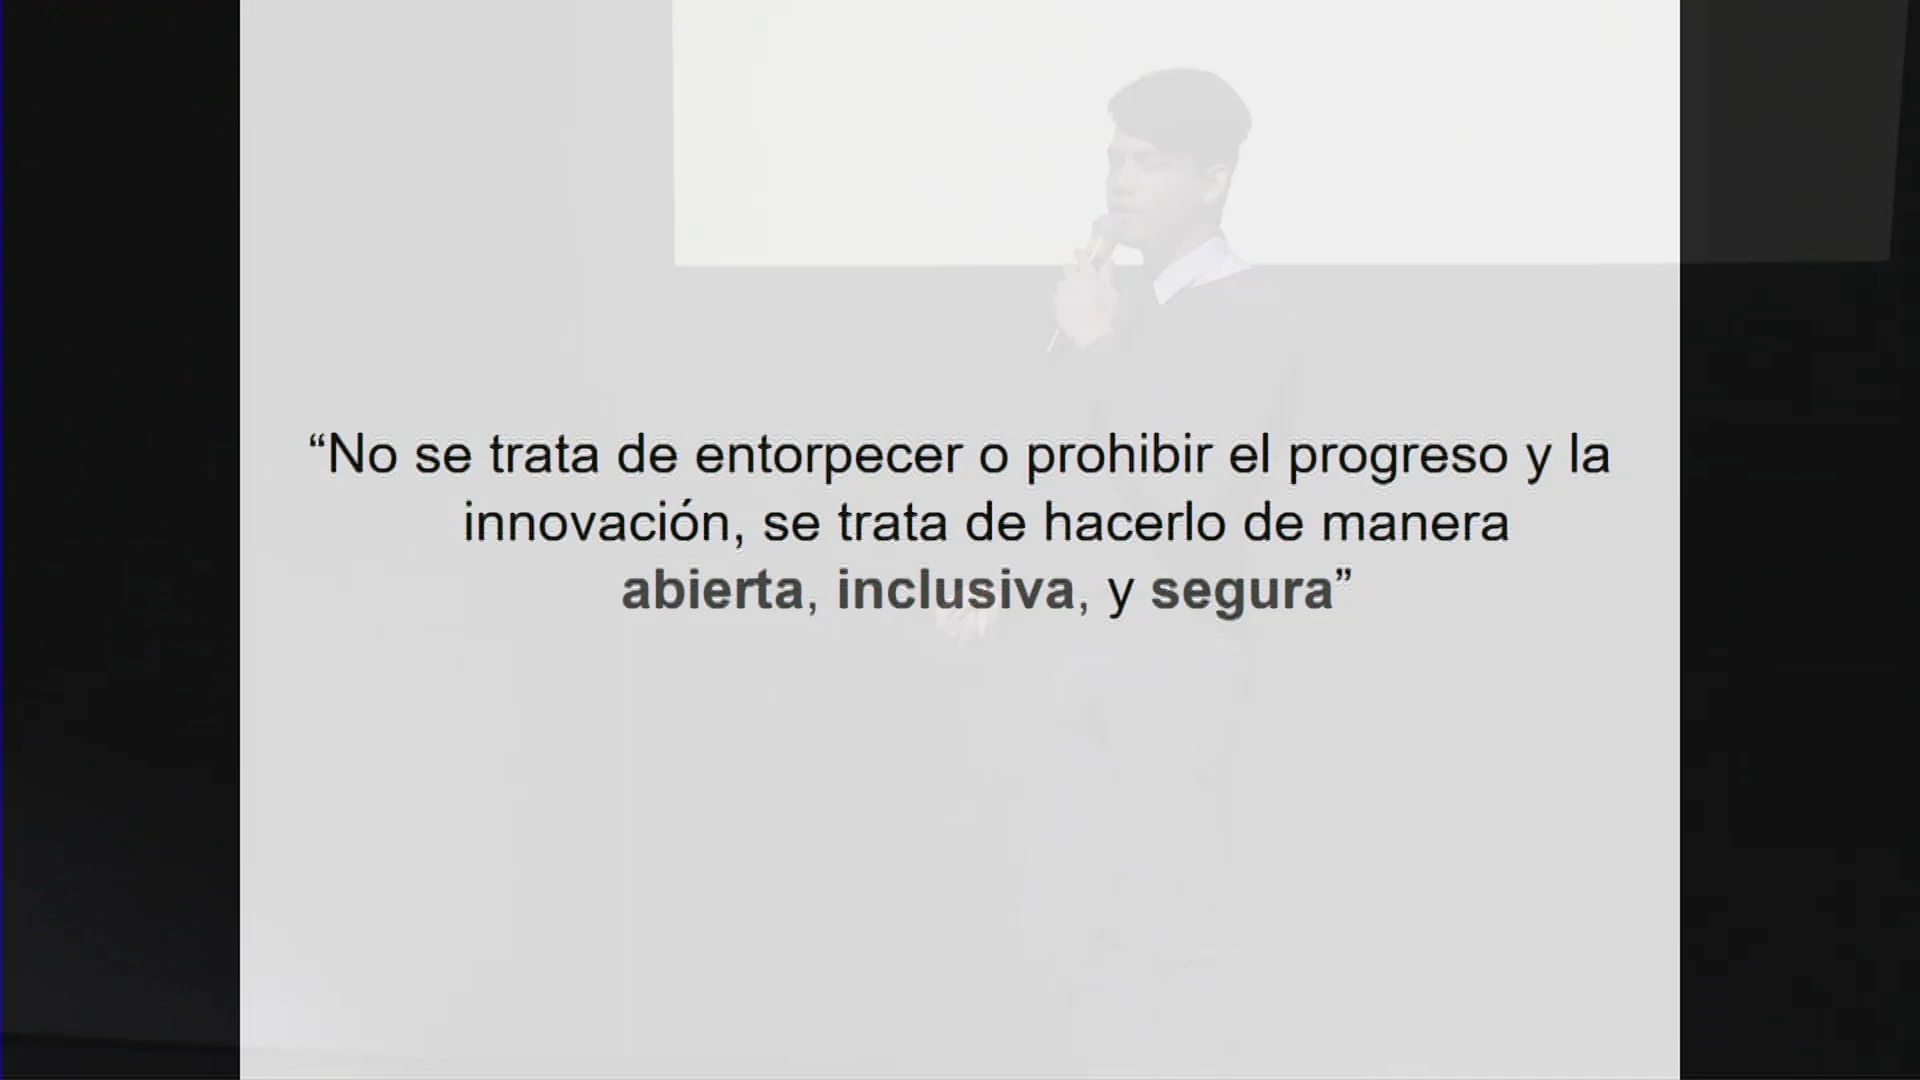 “No se trata de entorpecer o prohibir el progreso y la
innovación, se trata de hacerlo de manera
abierta, inclusiva, y segura”